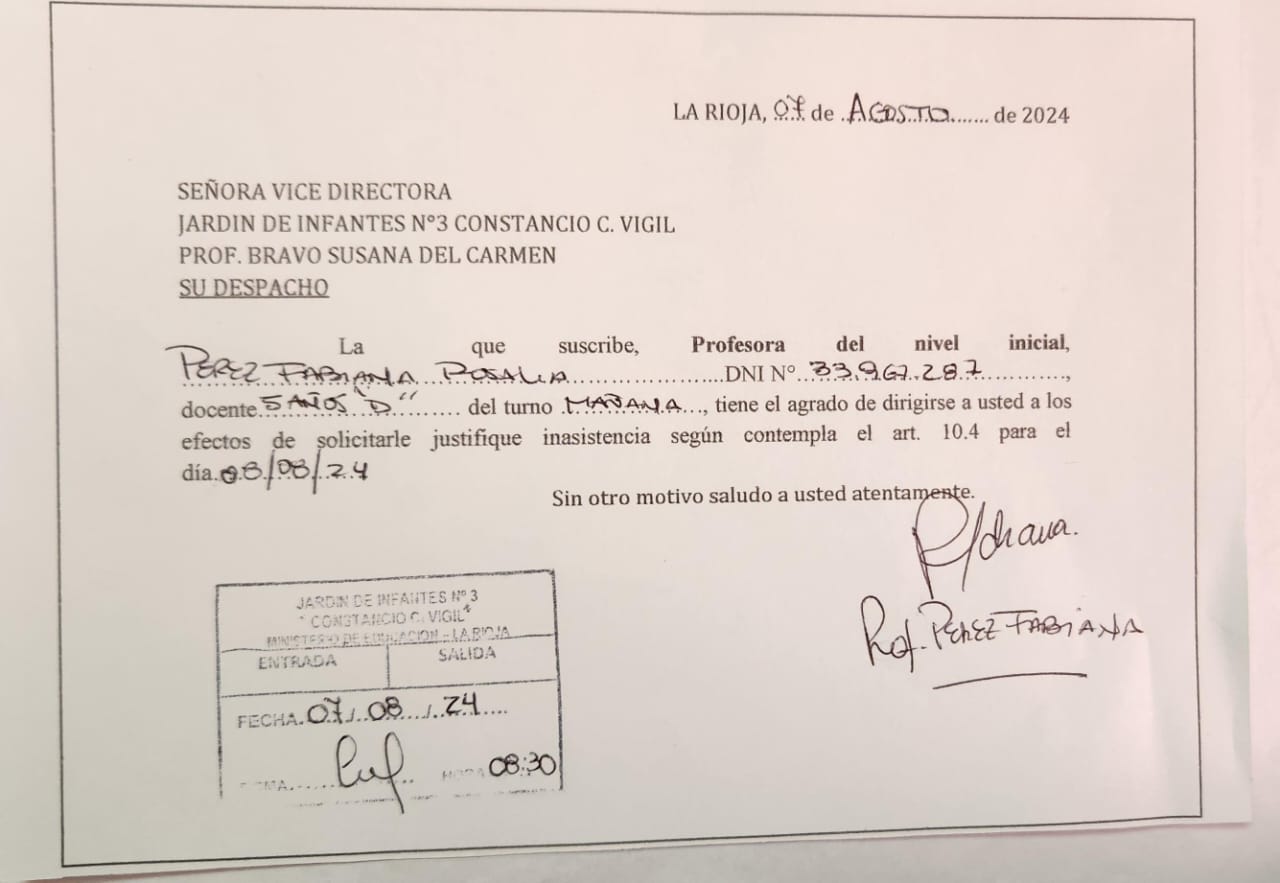 LA RIOJA, 07 de AGOSTO....... de 2024
SEÑORA VICE DIRECTORA
JARDIN DE INFANTES N°3 CONSTANCIO C. VIGIL
PROF. BRAVO SUSANA DEL CARMEN
SU DESPACHO
La que suscribe, Profesora del nivel inicial,
PEREZ FABIANA ROSALIA.......................DNI N° 33.967.287............,
docente 5 AÑOS "D"......... del turno MAÑANA..., tiene el agrado de dirigirse a usted a los
efectos de solicitarle justifique inasistencia según contempla el art. 10.4 para el
día.08/08/.24
Sin otro motivo saludo a usted atentamente.
Prof. PEREZ FABIANA
JARDIN DE INFANTES Nº 3
"CONSTANCIO C. VIGIL"
MINISTERIO DE EDUCACION - LA RIOJA
ENTRADA SALIDA
FECHA. 07/.08..../..24....
HORA 08:30